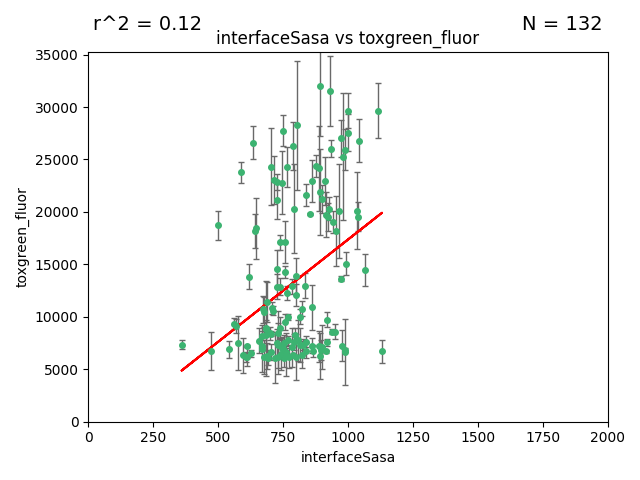 r^2 = 0.12
N = 132
interfaceSasa vs toxgreen_fluor
35000
30000
25000
20000
15000
10000
5000
0
toxgreen_fluor
0 250 500 750 1000 1250 1500 1750 2000
interfaceSasa